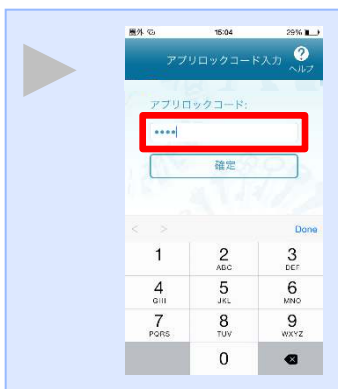 圏外 15:04 29%
アプリロックコード入力 ? ヘルプ
アプリロックコード:
••••
確定
< > Done
1 2 3
ABC DEF
4 5 6
GHI JKL MNO
7 8 9
PQRS TUV WXYZ
0